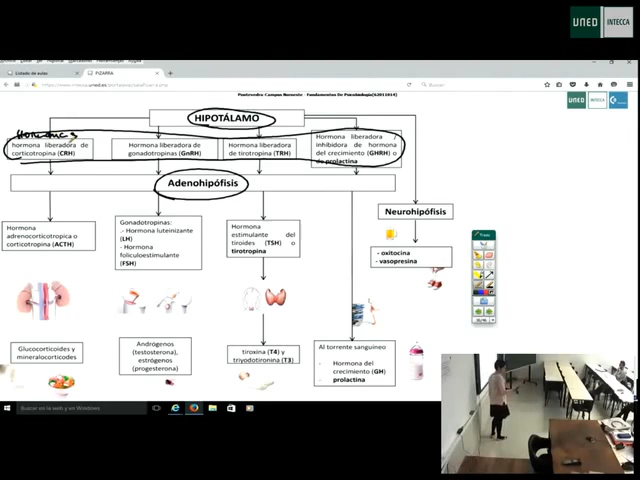 UNED
INTECCA
Listado de aulas
PIZARRA
Buscar
Pontevedra-Campus Noroeste - Fundamentos de Psicobiología(62011014)
UNED INTECCA
HIPOTÁLAMO
Hormonas
hormona liberadora de
corticotropina (CRH)
Hormona liberadora de
gonadotropinas (GnRH)
Hormona liberadora
de tirotropina (TRH)
Hormona liberadora /
inhibidora de hormona
del crecimiento (GHRH) o
de prolactina
Adenohipófisis
Neurohipófisis
Hormona
adrenocorticotropica o
corticotropina (ACTH)
Gonadotropinas:
.- Hormona luteinizante
(LH)
- Hormona
foliculoestimulante
(FSH)
Hormona
estimulante del
tiroides (TSH) o
tirotropina
- oxitocina
- vasopresina
Glucocorticoides y
mineralocorticodes
Andrógenos
(testosterona),
estrógenos
(progesterona)
tiroxina (T4) y
triyodotironina
(T3)
Al torrente sanguíneo
- Hormona del
crecimiento (GH)
- prolactina
Buscar en la web y en Windows